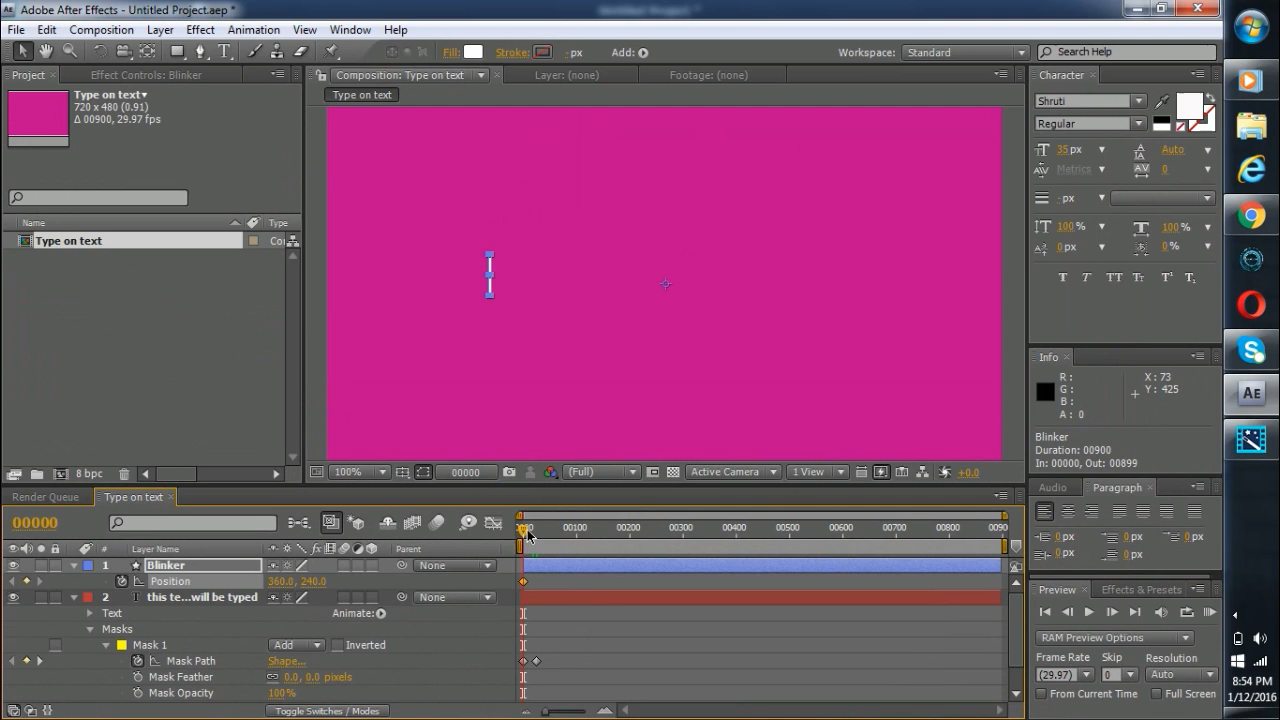 Adobe After Effects - Untitled Project.aep *
File Edit Composition Layer Effect Animation View Window Help
Fill: Stroke: - px Add: Workspace: Standard Search Help
Project Effect Controls: Blinker
Type on text
720 x 480 (0.91)
Δ 00900, 29.97 fps
Name Type
Type on text Co
8 bpc
Composition: Type on text Layer: (none) Footage: (none)
Type on text
100% 00000 (Full) Active Camera 1 View +0.0
Character
Shruti
Regular
35 px Auto
Metrics 0
- px
100% 100%
0 px 0 %
T T TT Tт T¹ T₁
Info
R : X : 73
G : Y : 425
B :
A : 0
Blinker
Duration: 00900
In: 00000, Out: 00899
Audio Paragraph
0 px 0 px 0 px
0 px 0 px
Preview Effects & Presets
RAM Preview Options
Frame Rate Skip Resolution
(29.97) 0 Auto
From Current Time Full Screen
Render Queue Type on text
00000
00100 00200 00300 00400 00500 00600 00700 00800 0090
# Layer Name Parent
1 Blinker None
Position 360.0, 240.0
2 T this te...will be typed None
Text Animate:
Masks
Mask 1 Add Inverted
Mask Path Shape...
Mask Feather 0.0, 0.0 pixels
Mask Opacity 100%
Toggle Switches / Modes
Ae
8:54 PM
1/12/2016